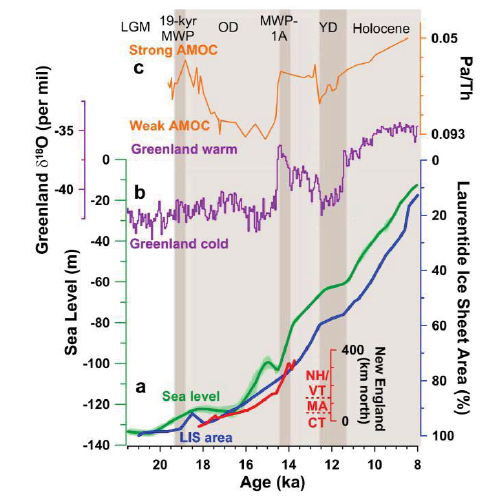 LGM 19-kyr MWP OD MWP-1A YD Holocene
Strong AMOC
c
Weak AMOC
0.05
0.093
Pa/Th
Greenland δ18O (per mil)
-35
-40
Greenland warm
b
Greenland cold
Sea Level (m)
0
-20
-40
-60
-80
-100
-120
-140
0
20
40
60
80
100
Laurentide Ice Sheet Area (%)
a
Sea level
LIS area
NH/
VT
MA
CT
400
0
New England
(km north)
20 18 16 14 12 10 8
Age (ka)